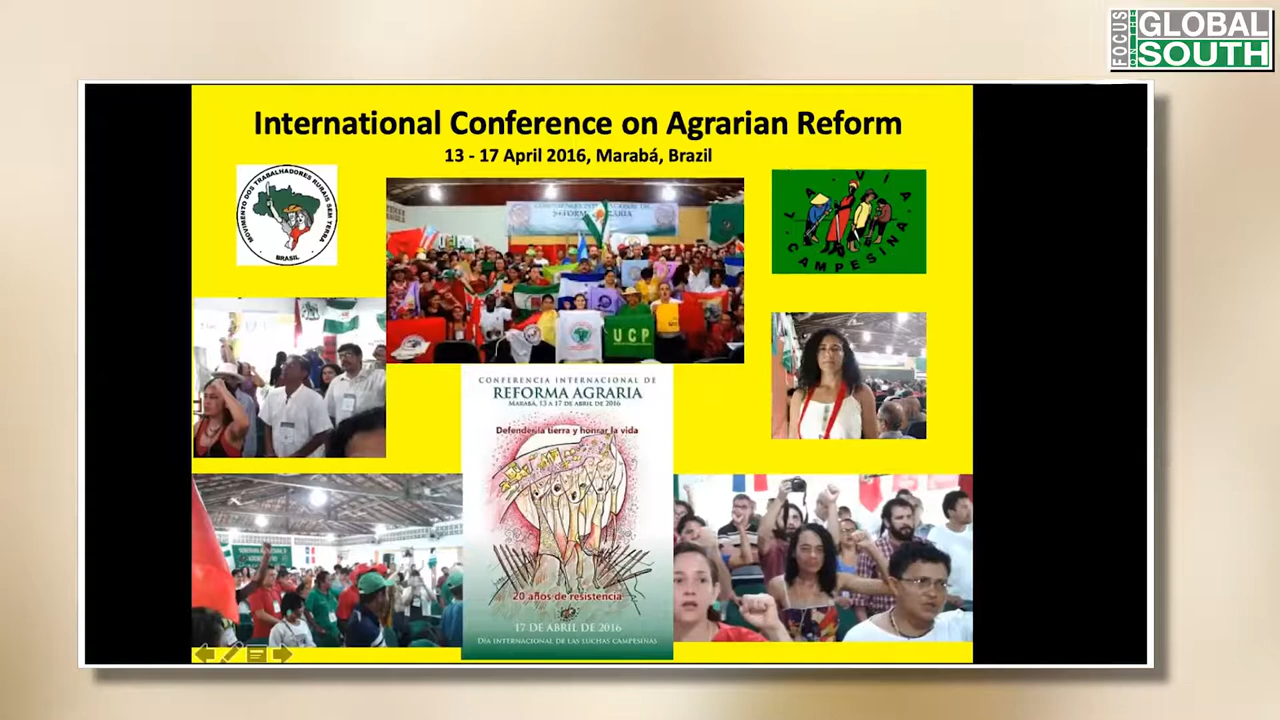 FOCUS
ON THE
GLOBAL
SOUTH
International Conference on Agrarian Reform
13 - 17 April 2016, Marabá, Brazil
MOVIMENTO DOS TRABALHADORES RURAIS SEM TERRA
BRASIL
LA VIA
CAMPESINA
REFORMA AGRARIA
UCP
CONFERENCIA INTERNACIONAL DE
REFORMA AGRARIA
MARABÁ, 13 A 17 DE ABRIL DE 2016
Defender la tierra y honrar la vida
20 años de resistencia
17 DE ABRIL DE 2016
DIA INTERNACIONAL DE LAS LUCHAS CAMPESINAS